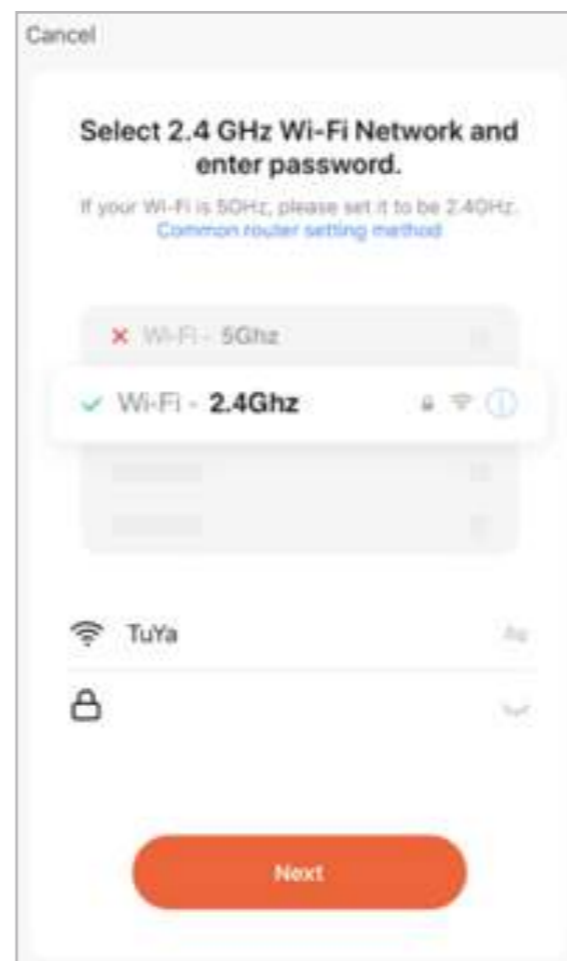 Cancel
Select 2.4 GHz Wi-Fi Network and
enter password.
If your Wi-Fi is 5GHz, please set it to be 2.4GHz.
Common router setting method
Wi-Fi - 5Ghz
Wi-Fi - 2.4Ghz
TuYa
Next